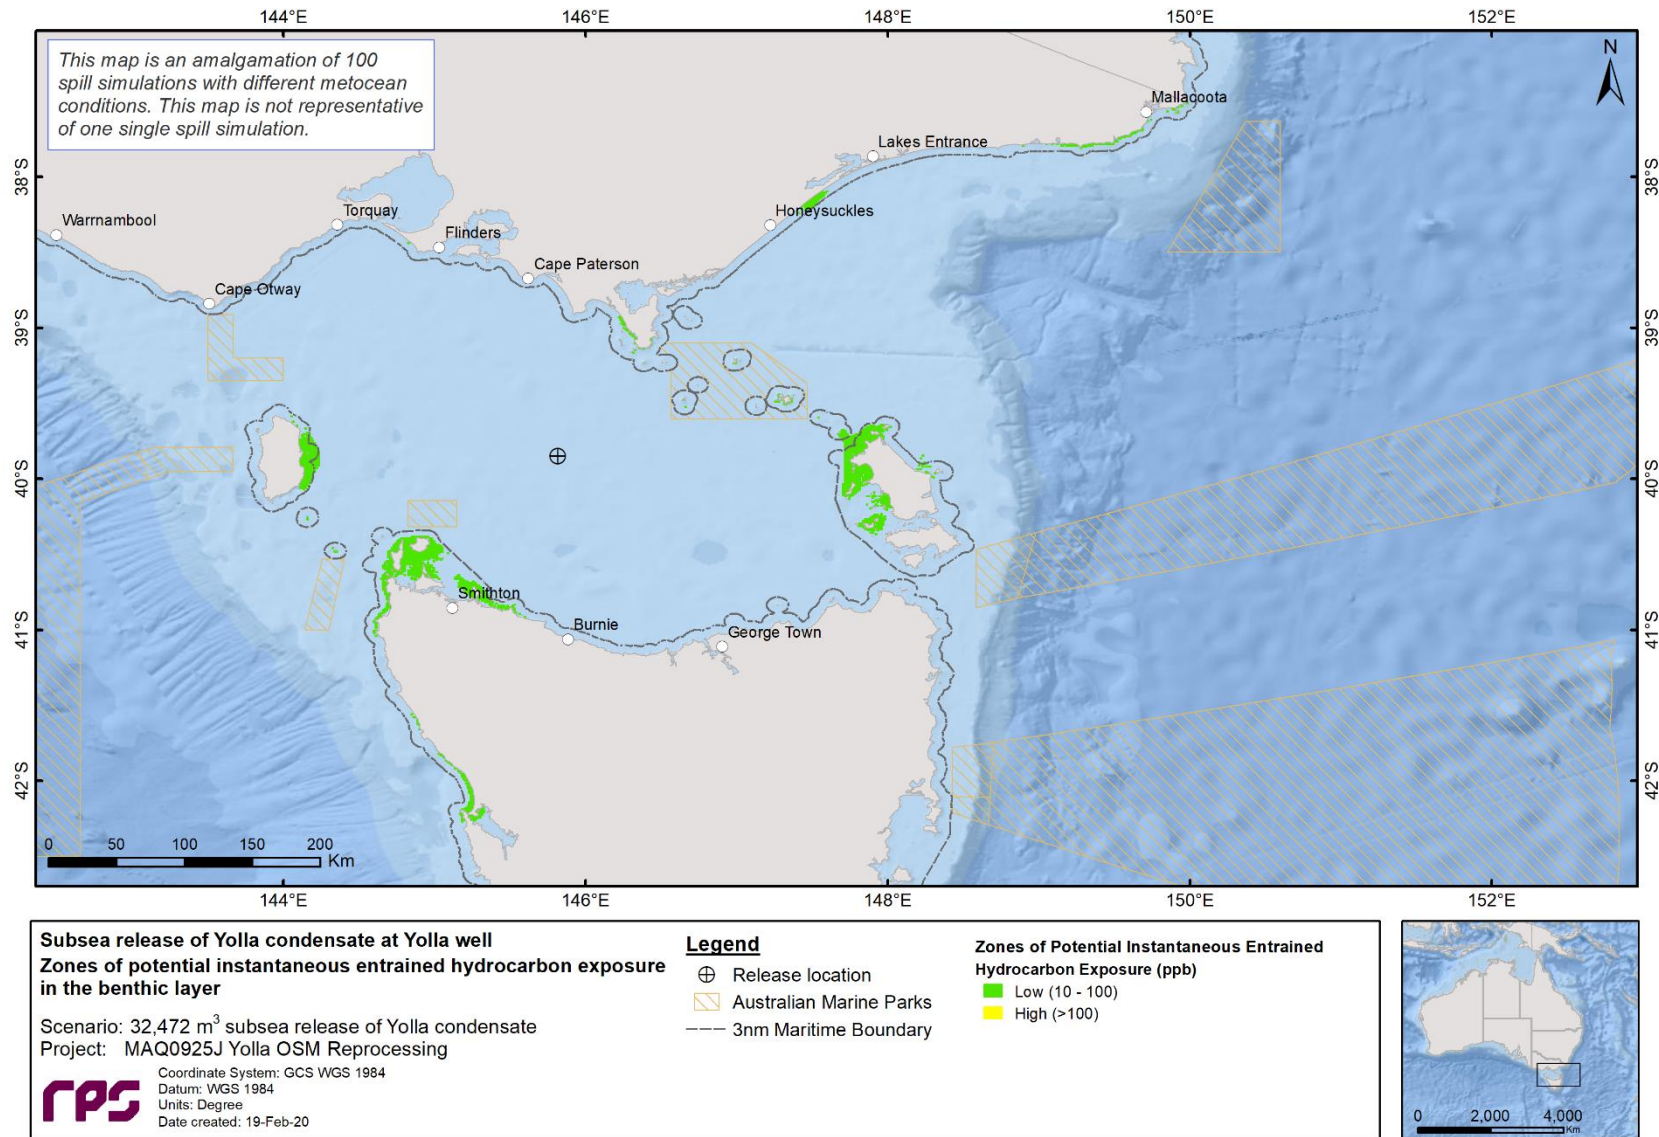 144°E 146°E 148°E 150°E 152°E
This map is an amalgamation of 100
spill simulations with different metocean
conditions. This map is not representative
of one single spill simulation.
N
Mallacoota
Lakes Entrance
38°S 38°S
Honeysuckles
Torquay
Warrnambool
Flinders
Cape Paterson
Cape Otway
39°S 39°S
40°S 40°S
Smithton
41°S 41°S
Burnie
George Town
42°S 42°S
0 50 100 150 200
Km
144°E 146°E 148°E 150°E 152°E
Subsea release of Yolla condensate at Yolla well
Zones of potential instantaneous entrained hydrocarbon exposure
in the benthic layer
Scenario: 32,472 m³ subsea release of Yolla condensate
Project: MAQ0925J Yolla OSM Reprocessing
rps
Coordinate System: GCS WGS 1984
Datum: WGS 1984
Units: Degree
Date created: 19-Feb-20
Legend
Release location
Australian Marine Parks
3nm Maritime Boundary
Zones of Potential Instantaneous Entrained
Hydrocarbon Exposure (ppb)
Low (10 - 100)
High (>100)
0 2,000 4,000
Km